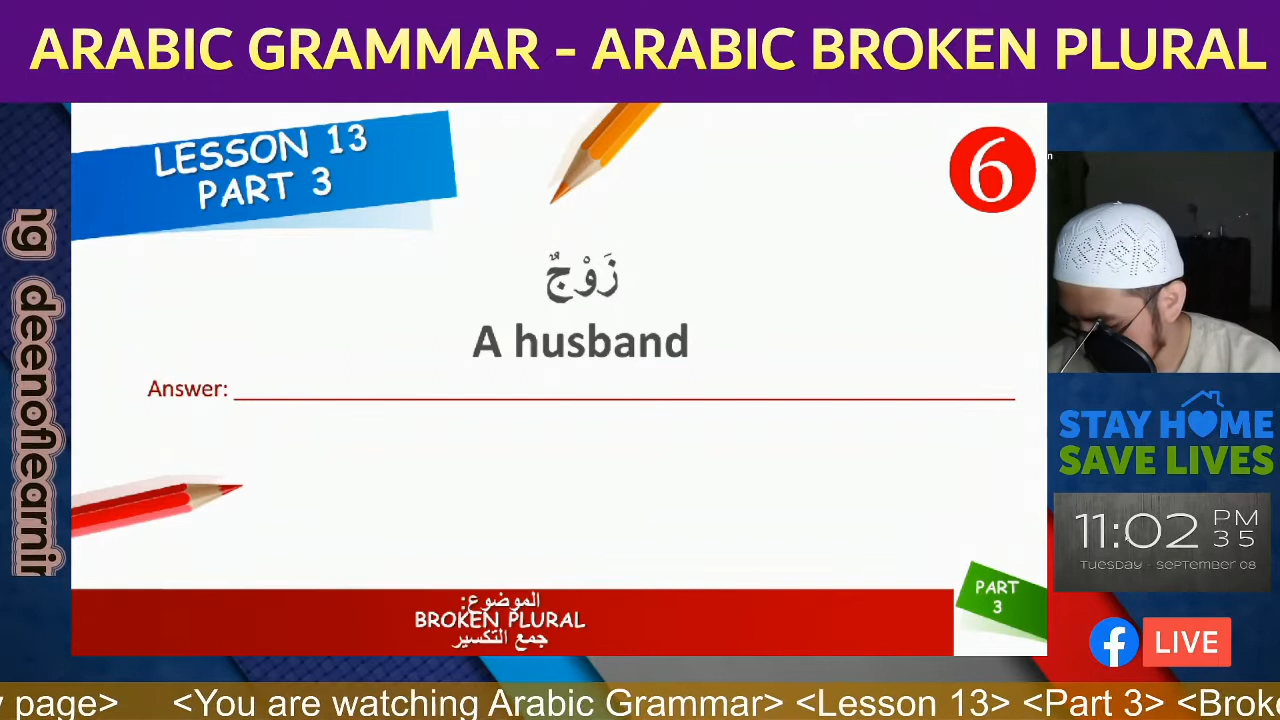 ARABIC GRAMMAR - ARABIC BROKEN PLURAL
LESSON 13
PART 3
6
n
زَوْجٌ
A husband
Answer:
ng deenoflearnin
STAY HOME
SAVE LIVES
11:02 PM
35
TUESDAY - SEPTEMBER 08
PART
3
الموضوع:
BROKEN PLURAL
جمع التكسير
LIVE
y page> <You are watching Arabic Grammar> <Lesson 13> <Part 3> <Broke